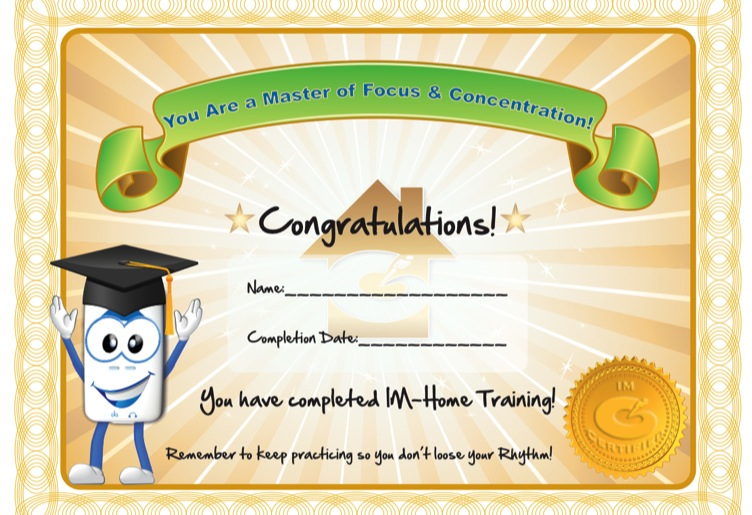 You Are a Master of Focus & Concentration!
Congratulations!
Name:__________________
Completion Date:____________
You have completed IM-Home Training!
Remember to keep practicing so you don't loose your Rhythm!
IM
CERTIFIED